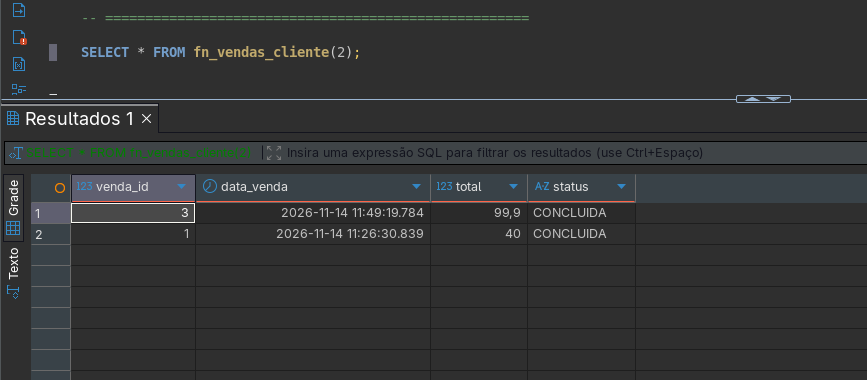 -- =====================================================
SELECT * FROM fn_vendas_cliente(2);
Resultados 1
SELECT * FROM fn_vendas_cliente(2) Insira uma expressão SQL para filtrar os resultados (use Ctrl+Espaço)
Grade
Texto
123 venda_id data_venda 123 total A-Z status
1 3 2026-11-14 11:49:19.784 99,9 CONCLUIDA
2 1 2026-11-14 11:26:30.839 40 CONCLUIDA